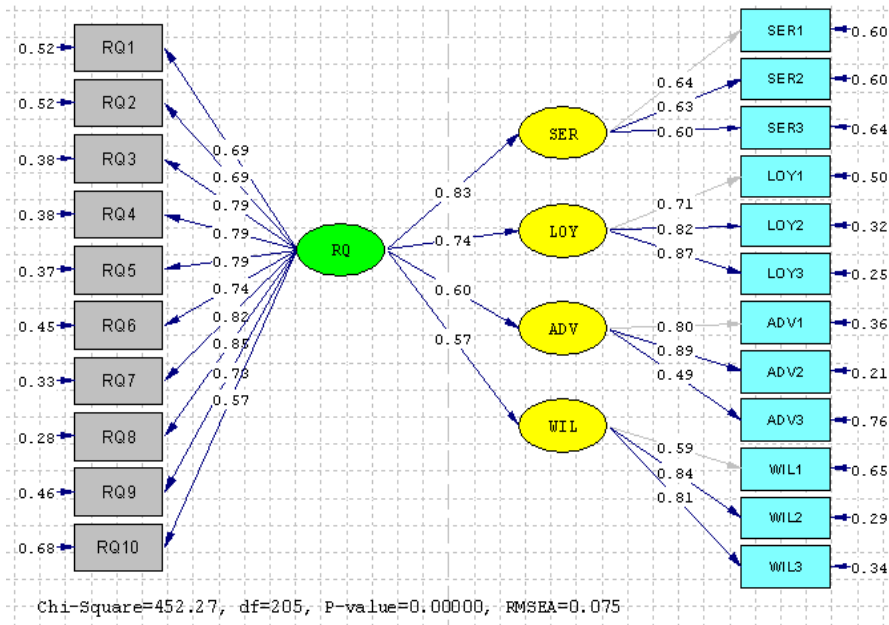 0.52 RQ1
0.52 RQ2
0.38 RQ3
0.38 RQ4
0.37 RQ5
0.45 RQ6
0.33 RQ7
0.28 RQ8
0.46 RQ9
0.68 RQ10
0.69
0.69
0.79
0.79
0.79
0.74
0.82
0.85
0.73
0.57
RQ
0.83
0.74
0.60
0.57
SER
LOY
ADV
WIL
0.64
0.63
0.60
0.71
0.82
0.87
0.80
0.89
0.49
0.59
0.84
0.81
SER1 0.60
SER2 0.60
SER3 0.64
LOY1 0.50
LOY2 0.32
LOY3 0.25
ADV1 0.36
ADV2 0.21
ADV3 0.76
WIL1 0.65
WIL2 0.29
WIL3 0.34
Chi-Square=452.27, df=205, P-value=0.00000, RMSEA=0.075